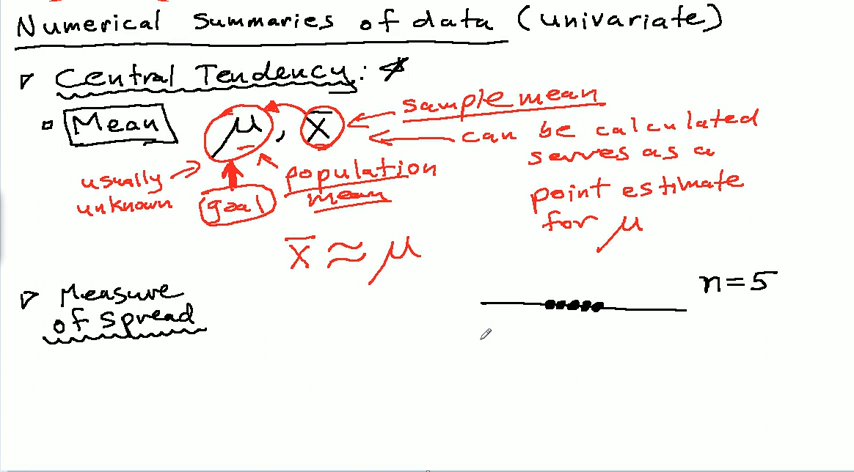 Numerical Summaries of data (univariate)
Central Tendency:
Mean μ, x̄
sample mean
can be calculated
serves as a
point estimate
for μ
usually
unknown
goal
population
mean
x̄ ≈ μ
Measure
of spread
n=5